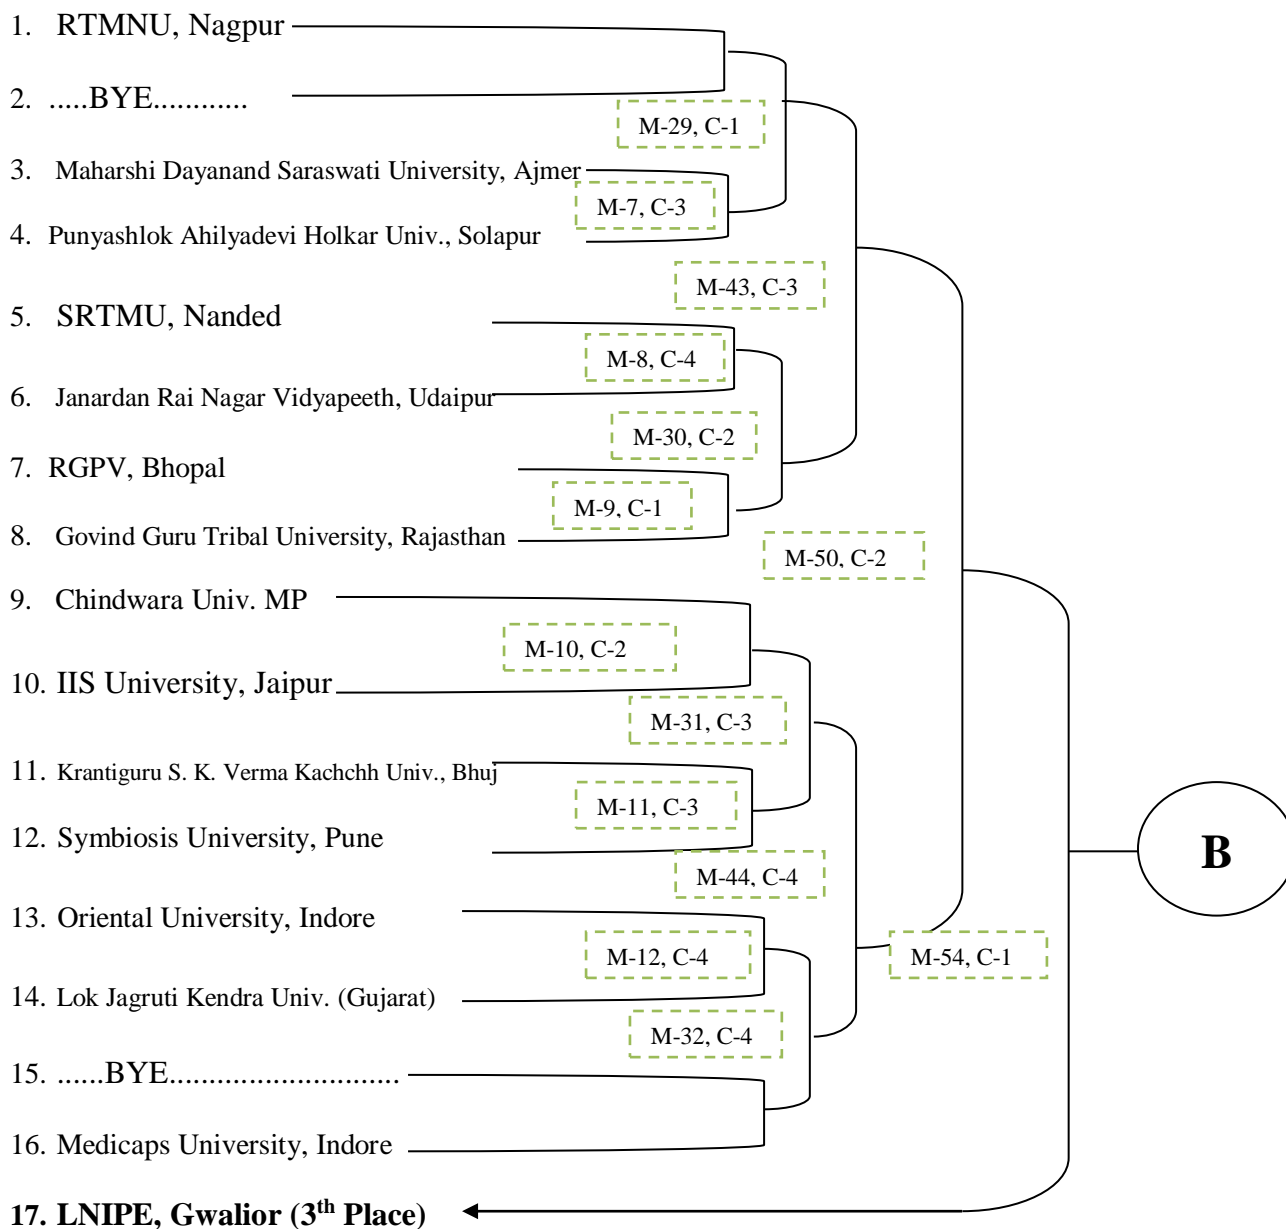 1. RTMNU, Nagpur
2. .....BYE............
M-29, C-1
3. Maharshi Dayanand Saraswati University, Ajmer
M-7, C-3
4. Punyashlok Ahilyadevi Holkar Univ., Solapur
M-43, C-3
5. SRTMU, Nanded
M-8, C-4
6. Janardan Rai Nagar Vidyapeeth, Udaipur
M-30, C-2
7. RGPV, Bhopal
M-9, C-1
8. Govind Guru Tribal University, Rajasthan
M-50, C-2
9. Chindwara Univ. MP
M-10, C-2
10. IIS University, Jaipur
M-31, C-3
11. Krantiguru S. K. Verma Kachchh Univ., Bhuj
M-11, C-3
12. Symbiosis University, Pune
B
M-44, C-4
13. Oriental University, Indore
M-12, C-4
M-54, C-1
14. Lok Jagruti Kendra Univ. (Gujarat)
M-32, C-4
15. ......BYE............................
16. Medicaps University, Indore
17. LNIPE, Gwalior (3th Place)